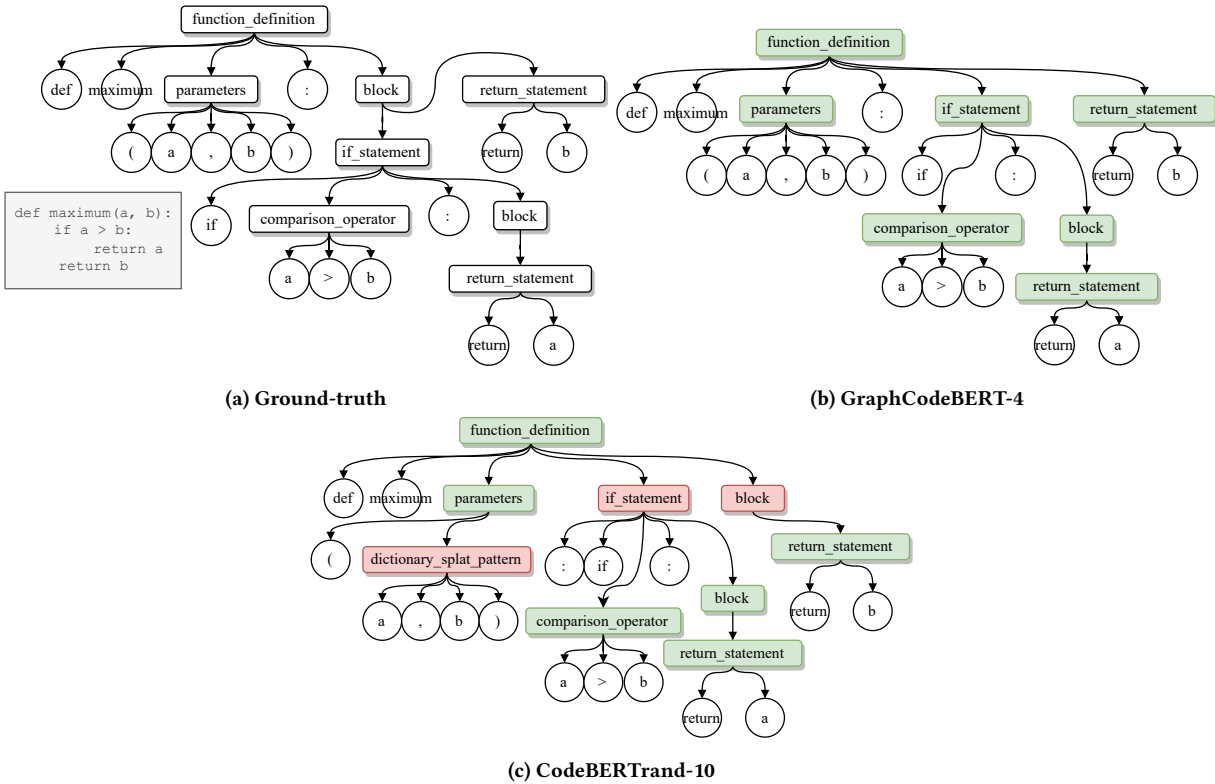 function_definition
def
maximum
parameters
:
block
return_statement
(
a
,
b
)
if_statement
return
b
if
comparison_operator
:
block
a
>
b
return_statement
return
a
def maximum(a, b):
if a > b:
return a
return b
(a) Ground-truth
function_definition
def
maximum
parameters
:
if_statement
return_statement
(
a
,
b
)
if
:
return
b
comparison_operator
block
a
>
b
return_statement
return
a
(b) GraphCodeBERT-4
function_definition
def
maximum
parameters
if_statement
block
(
dictionary_splat_pattern
:
if
:
return_statement
a
,
b
)
comparison_operator
block
return
b
a
>
b
return_statement
return
a
(c) CodeBERTrand-10